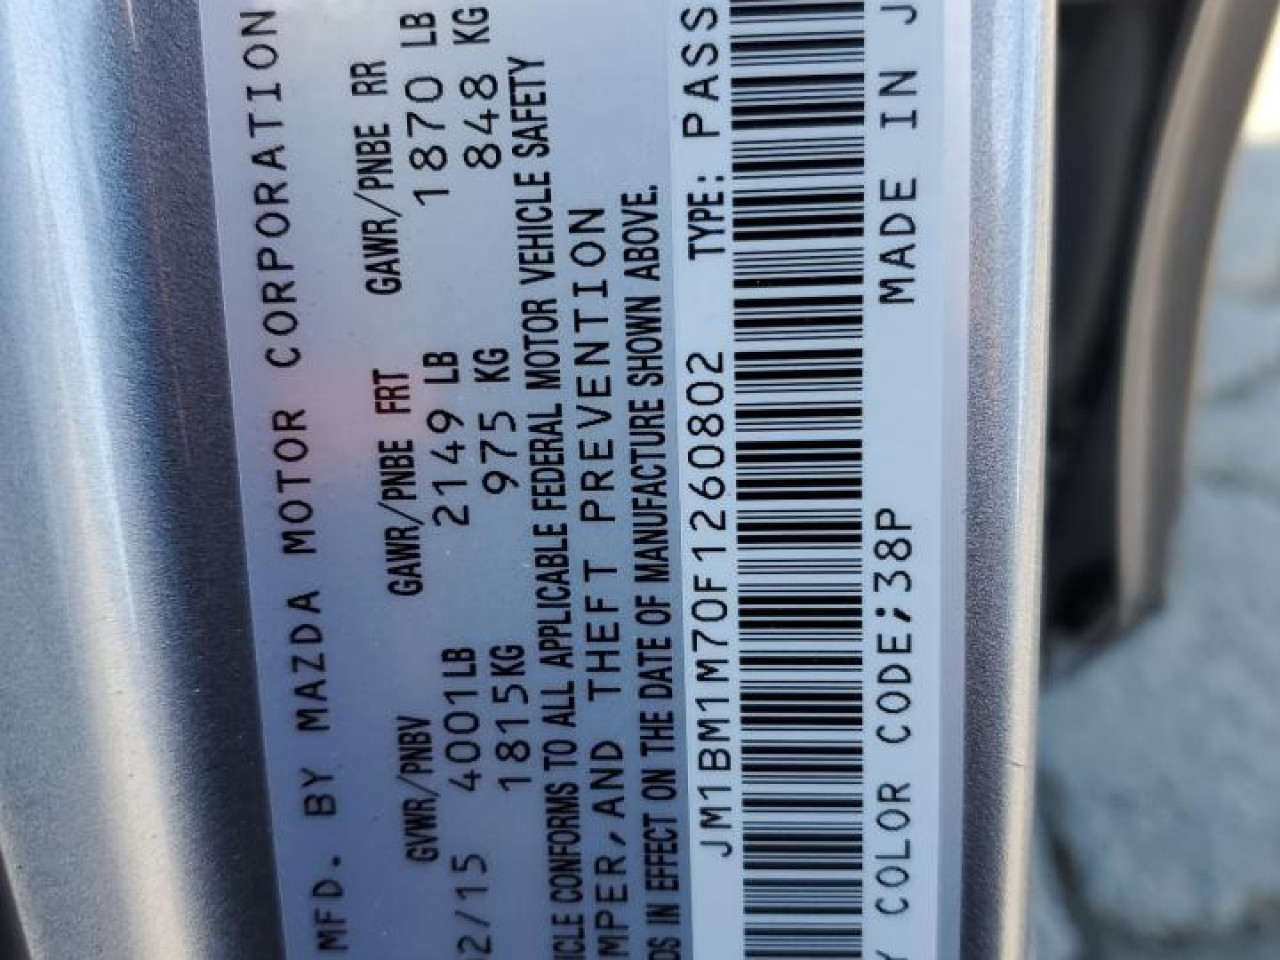 MFD. BY MAZDA MOTOR CORPORATION
GVWR/PNBV GAWR/PNBE FRT GAWR/PNBE RR
2/15 4001LB 2149 LB 1870 LB
1815KG 975 KG 848 KG
ICLE CONFORMS TO ALL APPLICABLE FEDERAL MOTOR VEHICLE SAFETY
MPER,AND THEFT PREVENTION
DS IN EFFECT ON THE DATE OF MANUFACTURE SHOWN ABOVE.
JM1BM1M70F1260802 TYPE: PASS
Y COLOR CODE;38P MADE IN J